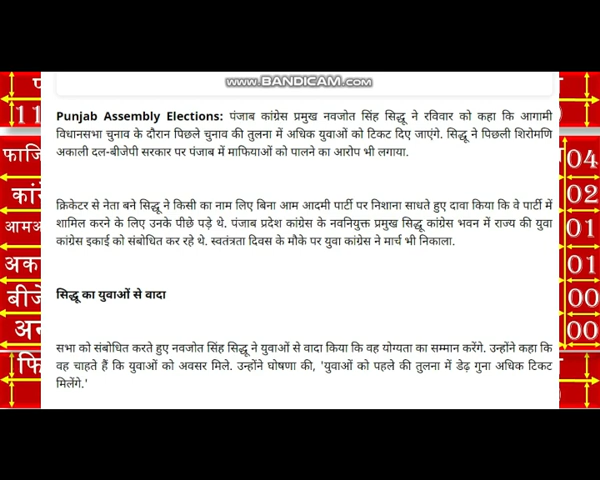 www.BANDICAM.com
Punjab Assembly Elections: पंजाब कांग्रेस प्रमुख नवजोत सिंह सिद्धू ने रविवार को कहा कि आगामी
विधानसभा चुनाव के दौरान पिछले चुनाव की तुलना में अधिक युवाओं को टिकट दिए जाएंगे. सिद्धू ने पिछली शिरोमणि
अकाली दल-बीजेपी सरकार पर पंजाब में माफियाओं को पालने का आरोप भी लगाया.
क्रिकेटर से नेता बने सिद्धू ने किसी का नाम लिए बिना आम आदमी पार्टी पर निशाना साधते हुए दावा किया कि वे पार्टी में
शामिल करने के लिए उनके पीछे पड़े थे. पंजाब प्रदेश कांग्रेस के नवनियुक्त प्रमुख सिद्धू कांग्रेस भवन में राज्य की युवा
कांग्रेस इकाई को संबोधित कर रहे थे. स्वतंत्रता दिवस के मौके पर युवा कांग्रेस ने मार्च भी निकाला.
सिद्धू का युवाओं से वादा
सभा को संबोधित करते हुए नवजोत सिंह सिद्धू ने युवाओं से वादा किया कि वह योग्यता का सम्मान करेंगे. उन्होंने कहा कि
वह चाहते हैं कि युवाओं को अवसर मिले. उन्होंने घोषणा की, 'युवाओं को पहले की तुलना में डेढ़ गुना अधिक टिकट
मिलेंगे.'
11
फाजि 04
कांग्रे 02
आमअ 01
अक 01
बीजे 00
अन 00
फि